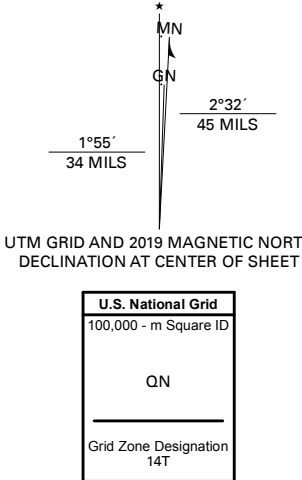 ★
MN
GN
2°32´
45 MILS
1°55´
34 MILS
UTM GRID AND 2019 MAGNETIC NORT
DECLINATION AT CENTER OF SHEET
U.S. National Grid
100,000 - m Square ID
QN
Grid Zone Designation
14T